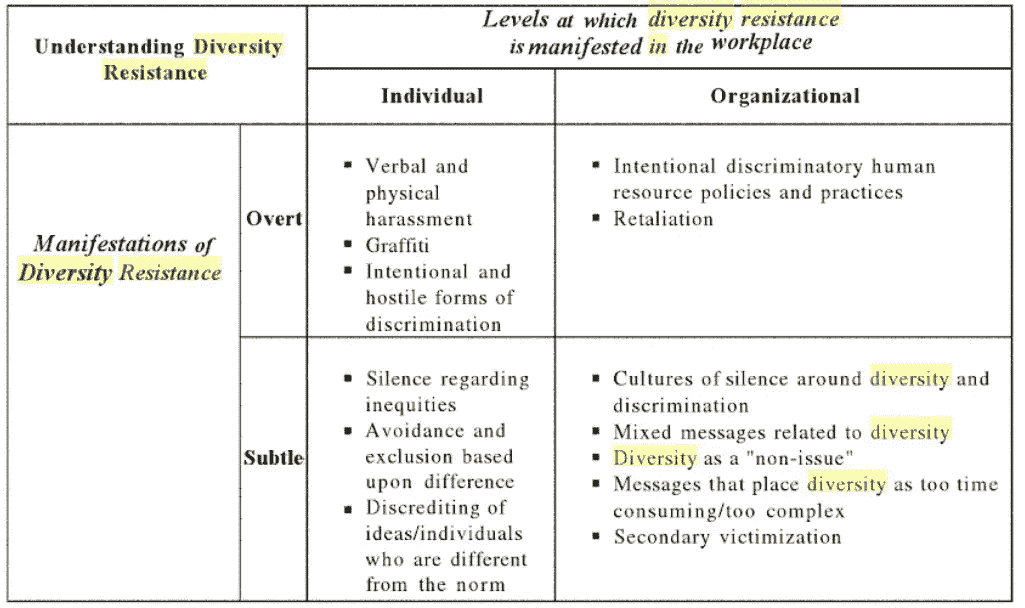 Understanding Diversity
Resistance
Levels at which diversity resistance
is manifested in the workplace
Individual
Organizational
Manifestations of
Diversity Resistance
Overt
▪ Verbal and
physical
harassment
▪ Graffiti
▪ Intentional and
hostile forms of
discrimination
▪ Intentional discriminatory human
resource policies and practices
▪ Retaliation
Subtle
▪ Silence regarding
inequities
▪ Avoidance and
exclusion based
upon difference
▪ Discrediting of
ideas/individuals
who are different
from the norm
▪ Cultures of silence around diversity and
discrimination
▪ Mixed messages related to diversity
▪ Diversity as a "non-issue"
▪ Messages that place diversity as too time
consuming/too complex
▪ Secondary victimization